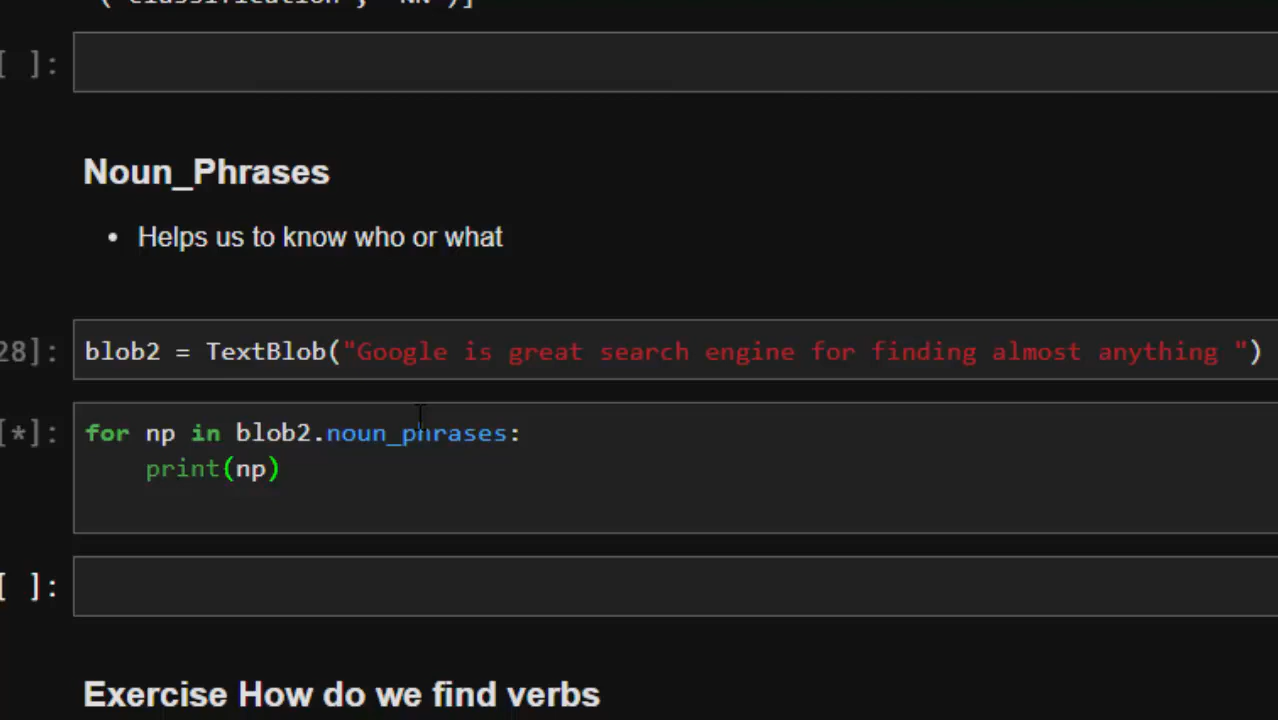 [ ]:
Noun_Phrases
• Helps us to know who or what
28]: blob2 = TextBlob("Google is great search engine for finding almost anything ")
[*]: for np in blob2.noun_phrases:
print(np)
[ ]:
Exercise How do we find verbs